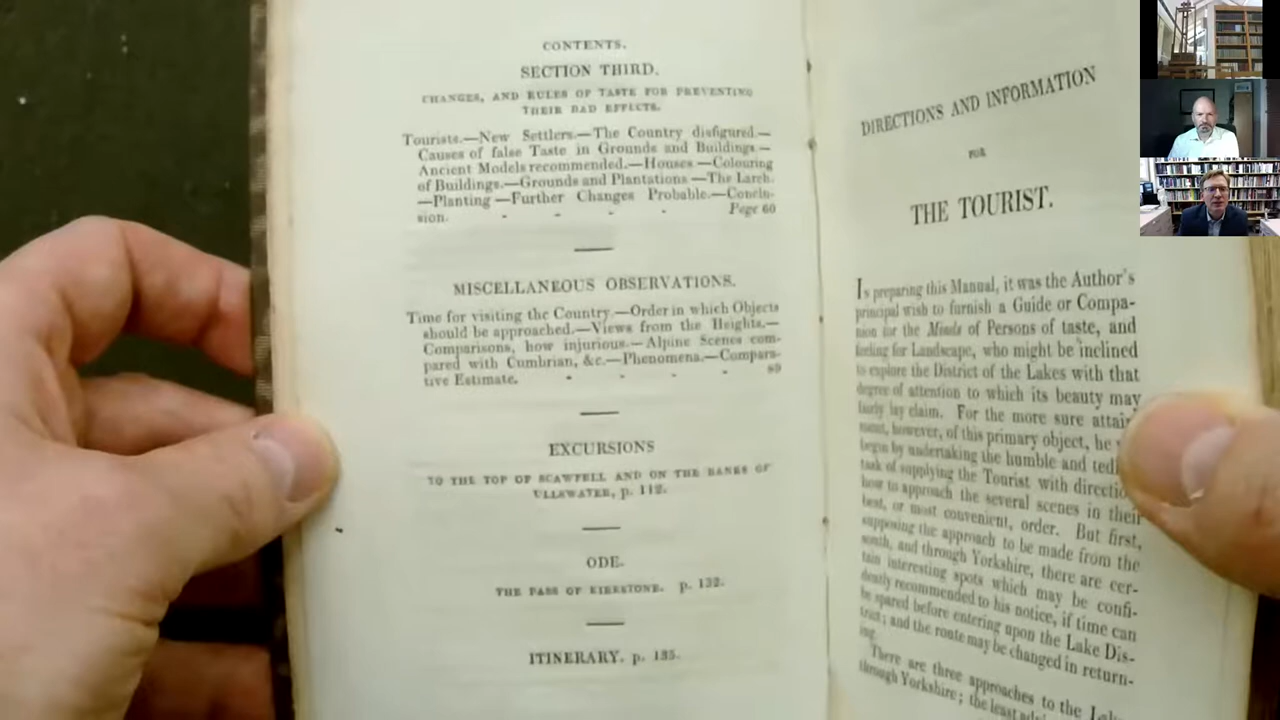 CONTENTS.
SECTION THIRD.
CHANGES, AND RULES OF TASTE FOR PREVENTING
THEIR BAD EFFECTS.
Tourists.—New Settlers.—The Country disfigured.—
Causes of false Taste in Grounds and Buildings.—
Ancient Models recommended.—Houses.—Colouring
of Buildings.—Grounds and Plantations.—The Larch.
—Planting.—Further Changes Probable.—Conclu-
sion. - - - - Page 60
MISCELLANEOUS OBSERVATIONS.
Time for visiting the Country.—Order in which Objects
should be approached.—Views from the Heights.—
Comparisons, how injurious.—Alpine Scenes com-
pared with Cumbrian, &c.—Phenomena.—Compara-
tive Estimate. - - - - 89
EXCURSIONS
TO THE TOP OF SCAWFELL AND ON THE BANKS OF
ULLSWATER, p. 112.
ODE.
THE PASS OF KIRKSTONE. p. 132.
ITINERARY. p. 135.
DIRECTIONS AND INFORMATION
FOR
THE TOURIST.
In preparing this Manual, it was the Author's
principal wish to furnish a Guide or Compa-
nion for the Minds of Persons of taste, and
feeling for Landscape, who might be inclined
to explore the District of the Lakes with that
degree of attention to which its beauty may
fairly lay claim. For the more sure attain
ment, however, of this primary object, he
begin by undertaking the humble and tedi
task of supplying the Tourist with directio
how to approach the several scenes in their
best, or most convenient, order. But first,
supposing the approach to be made from the
south, and through Yorkshire, there are cer-
tain interesting spots which may be confi-
dently recommended to his notice, if time can
be spared before entering upon the Lake Dis-
trict; and the route may be changed in return-
ing.
There are three approaches to the Lakes
through Yorkshire; the least